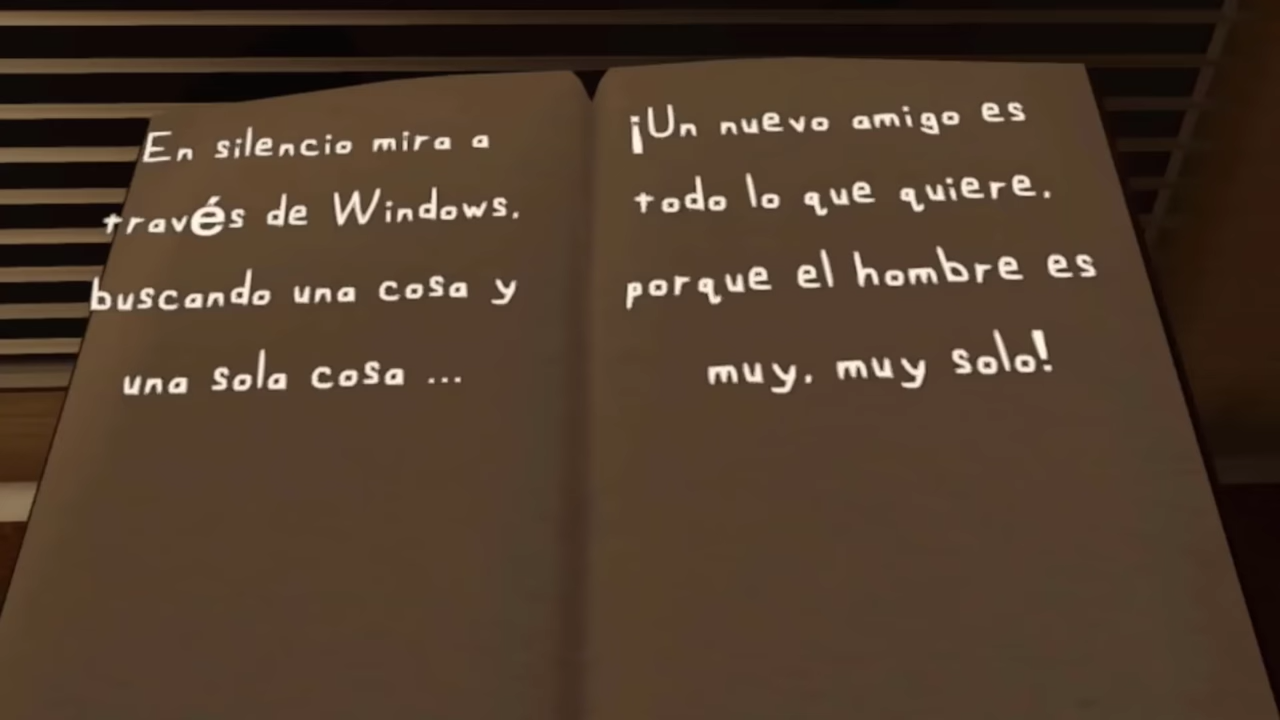 En silencio mira a
través de Windows.
buscando una cosa y
una sola cosa ...
¡Un nuevo amigo es
todo lo que quiere.
porque el hombre es
muy. muy solo!